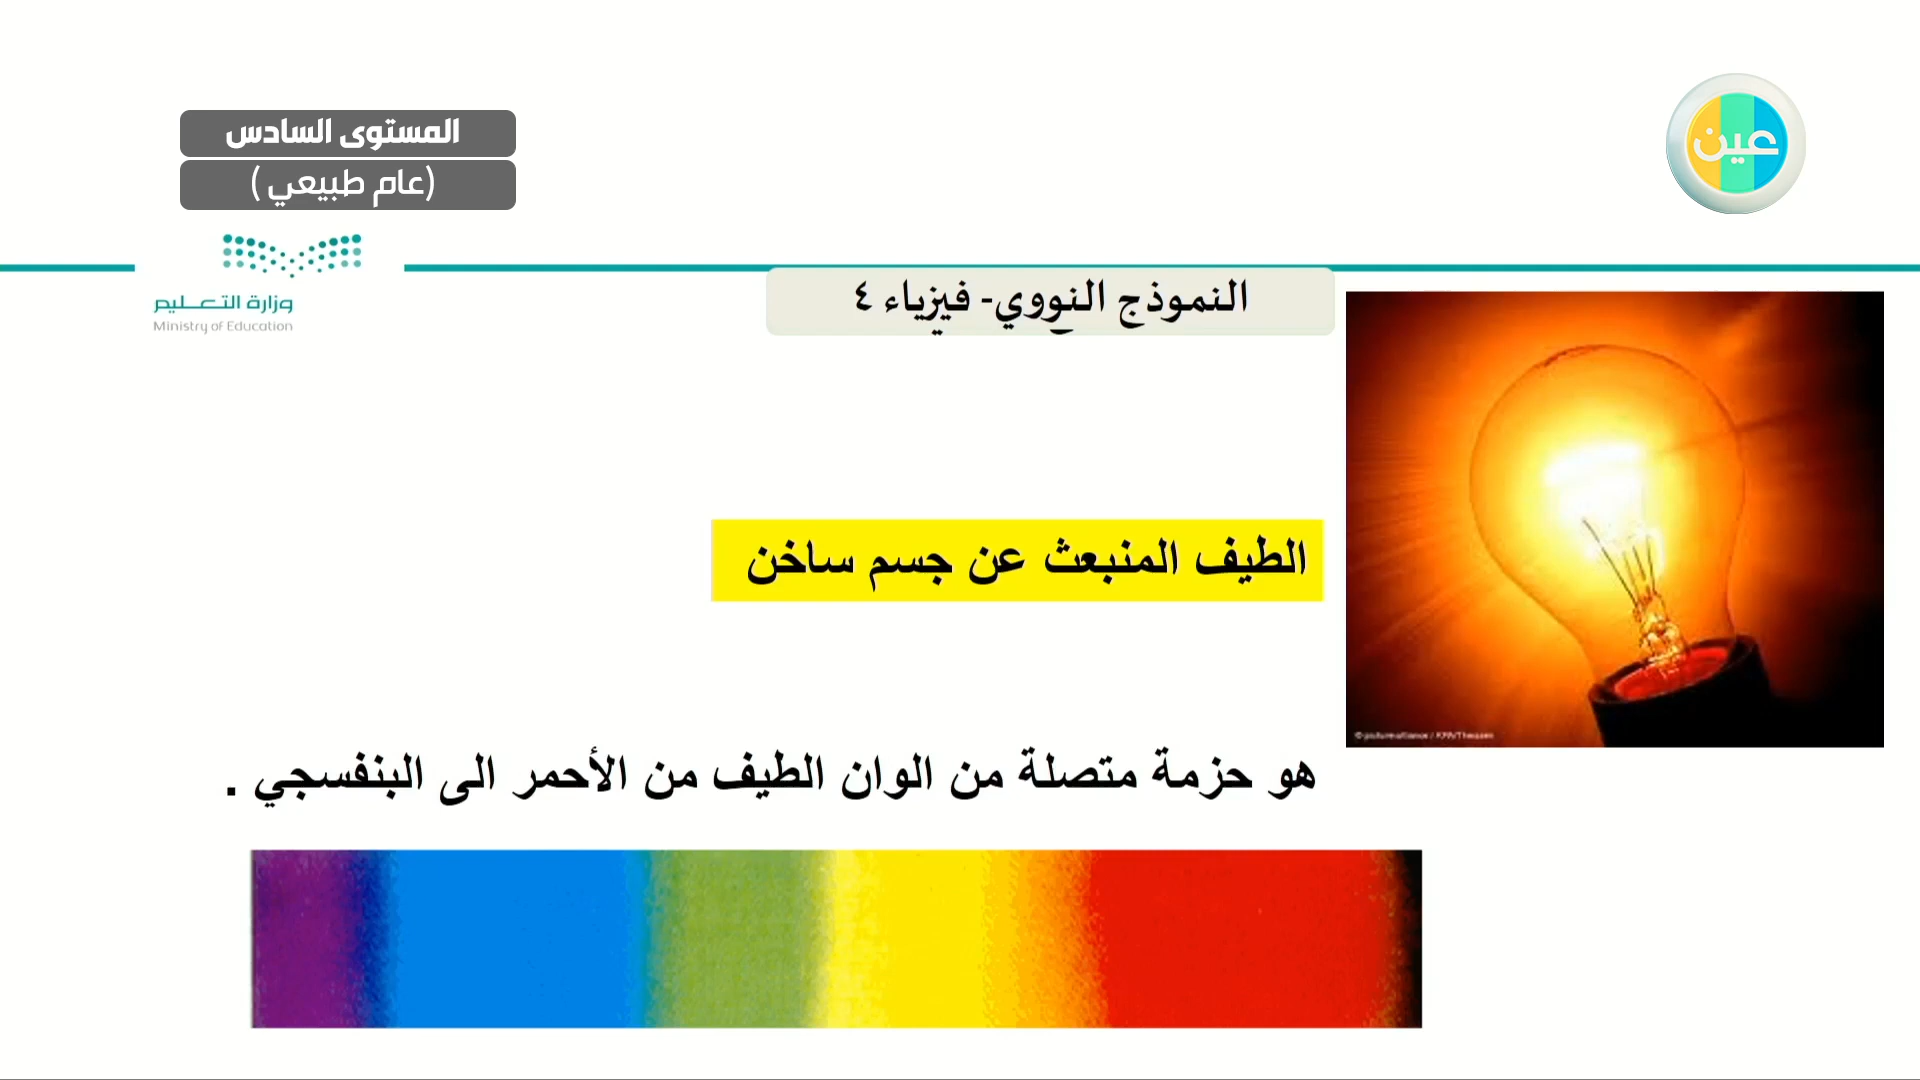 المستوى السادس
(عام طبيعي )
عين
وزارة التعليم
Ministry of Education
النموذج النووي- فيزياء ٤
الطيف المنبعث عن جسم ساخن
هو حزمة متصلة من الوان الطيف من الأحمر الى البنفسجي .